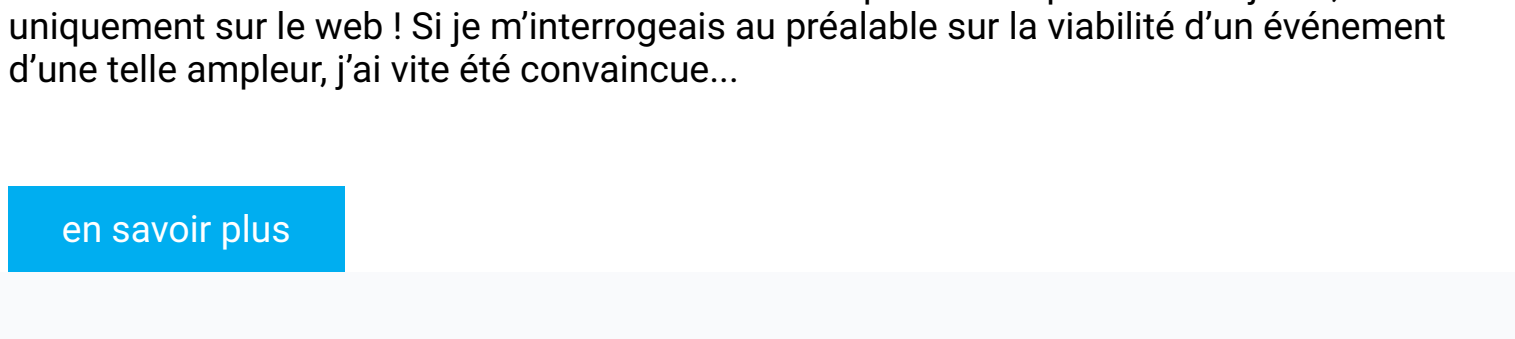 uniquement sur le web ! Si je m’interrogeais au préalable sur la viabilité d’un événement
d’une telle ampleur, j’ai vite été convaincue...
en savoir plus